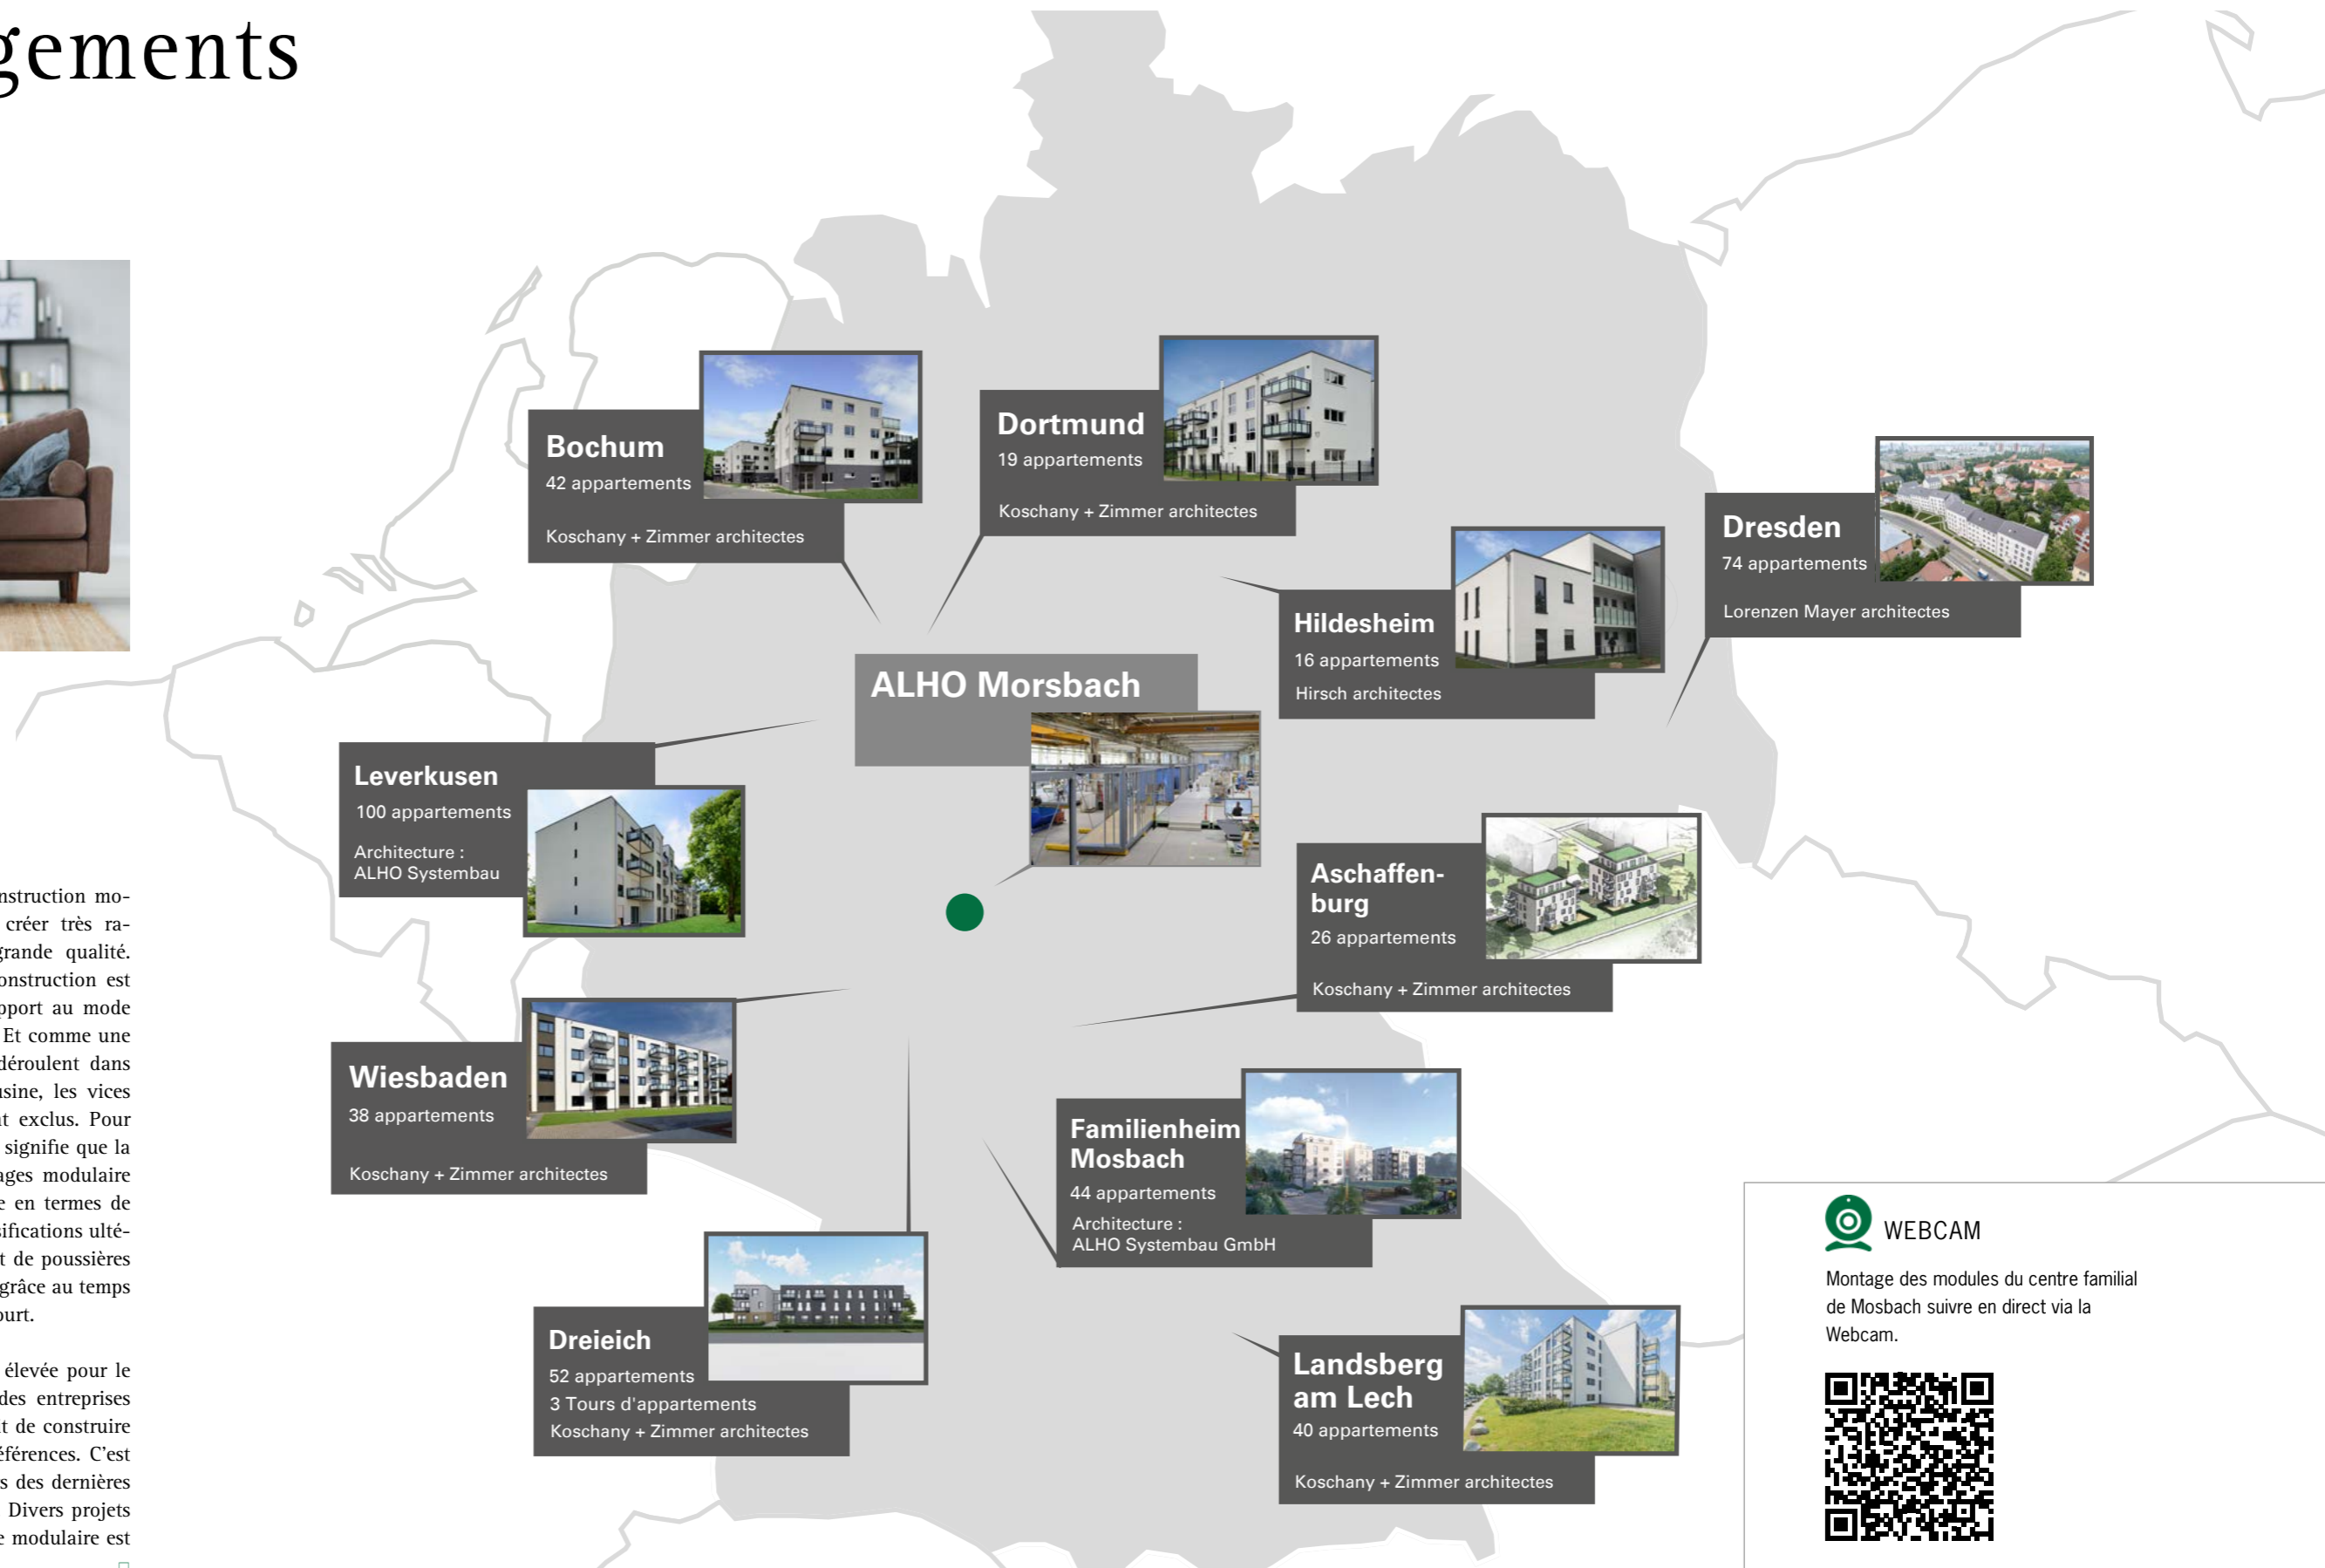 gements
Bochum
42 appartements
Koschany + Zimmer architectes
Dortmund
19 appartements
Koschany + Zimmer architectes
Dresden
74 appartements
Lorenzen Mayer architectes
Hildesheim
16 appartements
Hirsch architectes
ALHO Morsbach
Leverkusen
100 appartements
Architecture :
ALHO Systembau
Aschaffen-
burg
26 appartements
Koschany + Zimmer architectes
Wiesbaden
38 appartements
Koschany + Zimmer architectes
Familienheim
Mosbach
44 appartements
Architecture :
ALHO Systembau GmbH
Dreieich
52 appartements
3 Tours d'appartements
Koschany + Zimmer architectes
Landsberg
am Lech
40 appartements
Koschany + Zimmer architectes
nstruction mo-
créer très ra-
grande qualité.
onstruction est
pport au mode
Et comme une
déroulent dans
usine, les vices
nt exclus. Pour
signifie que la
ages modulaire
e en termes de
sifications ulté-
t de poussières
grâce au temps
ourt.
élevée pour le
des entreprises
t de construire
éférences. C'est
s des dernières
Divers projets
e modulaire est
WEBCAM
Montage des modules du centre familial
de Mosbach suivre en direct via la
Webcam.